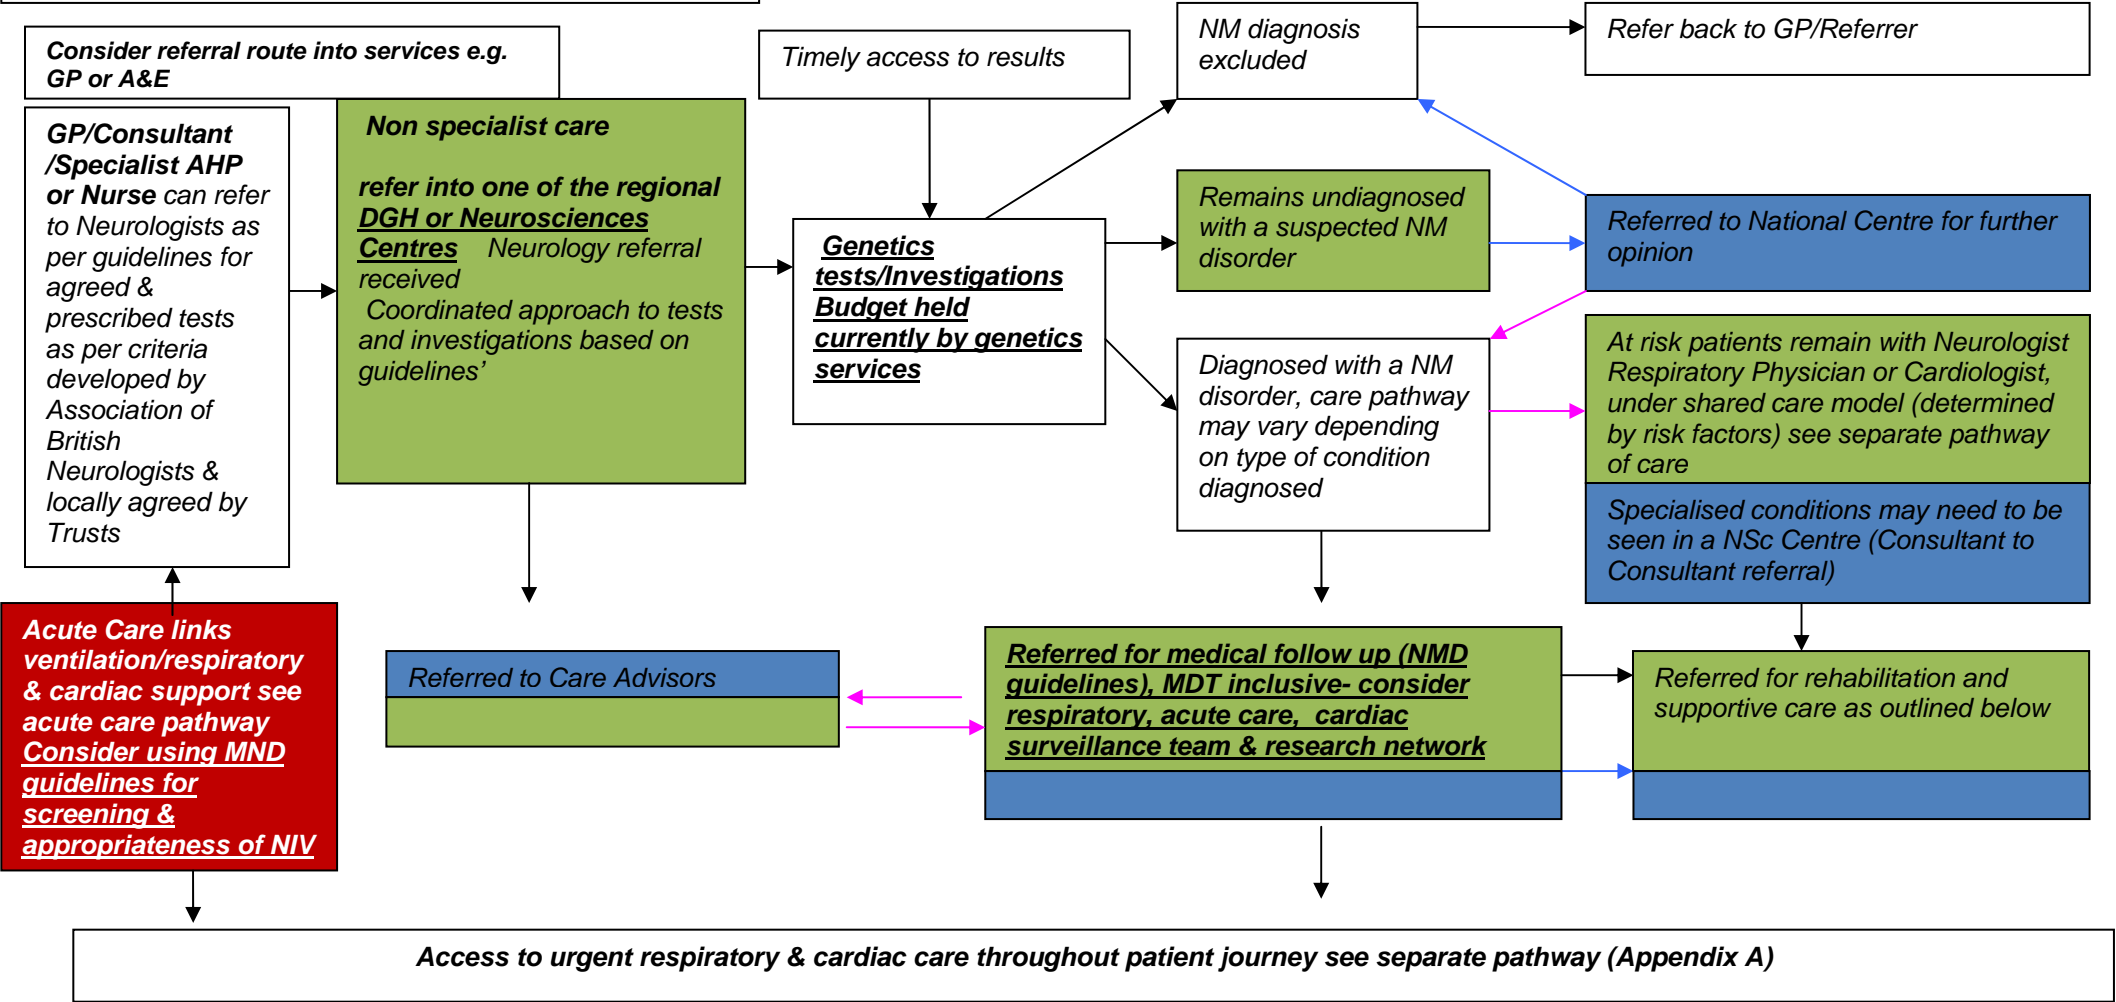 Consider referral route into services e.g.
GP or A&E
GP/Consultant
/Specialist AHP
or Nurse can refer
to Neurologists as
per guidelines for
agreed &
prescribed tests
as per criteria
developed by
Association of
British
Neurologists &
locally agreed by
Trusts
Non specialist care
refer into one of the regional
DGH or Neurosciences
Centres Neurology referral
received
Coordinated approach to tests
and investigations based on
guidelines’
Timely access to results
Genetics
tests/Investigations
Budget held
currently by genetics
services
NM diagnosis
excluded
Refer back to GP/Referrer
Remains undiagnosed
with a suspected NM
disorder
Referred to National Centre for further
opinion
Diagnosed with a NM
disorder, care pathway
may vary depending
on type of condition
diagnosed
At risk patients remain with Neurologist
Respiratory Physician or Cardiologist,
under shared care model (determined
by risk factors) see separate pathway
of care
Specialised conditions may need to be
seen in a NSc Centre (Consultant to
Consultant referral)
Acute Care links
ventilation/respiratory
& cardiac support see
acute care pathway
Consider using MND
guidelines for
screening &
appropriateness of NIV
Referred to Care Advisors
Referred for medical follow up (NMD
guidelines), MDT inclusive- consider
respiratory, acute care, cardiac
surveillance team & research network
Referred for rehabilitation and
supportive care as outlined below
Access to urgent respiratory & cardiac care throughout patient journey see separate pathway (Appendix A)